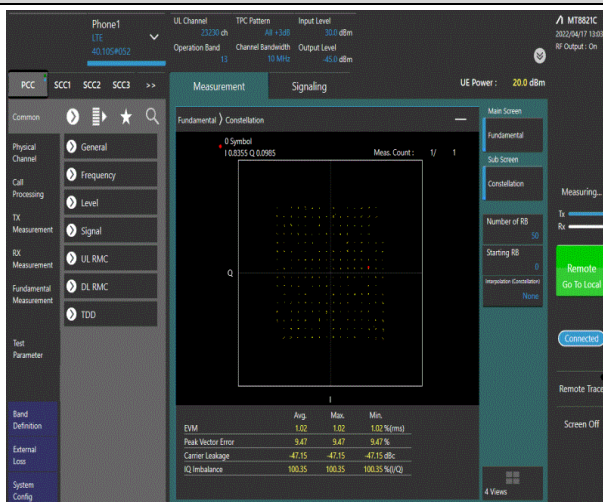 Phone1
LTE
40.10S#052
UL Channel TPC Pattern Input Level
23230 ch All +3dB 30.0 dBm
Operation Band Channel Bandwidth Output Level
13 10 MHz -45.0 dBm
MT8821C
2022/04/17 13:03
RF Output : On
PCC SCC1 SCC2 SCC3 >>
Measurement Signaling
UE Power : 20.0 dBm
Common
Physical
Channel
Call
Processing
TX
Measurement
RX
Measurement
Fundamental
Measurement
Test
Parameter
Band
Definition
External
Loss
System
Config
General
Frequency
Level
Signal
UL RMC
DL RMC
TDD
Fundamental Constellation
0 Symbol
I 0.8355 Q 0.0985
Meas. Count : 1/ 1
Q
I
Avg. Max. Min.
EVM 1.02 1.02 1.02 %(rms)
Peak Vector Error 9.47 9.47 9.47 %
Carrier Leakage -47.15 -47.15 -47.15 dBc
IQ Imbalance 100.35 100.35 100.35 %(I/Q)
Main Screen
Fundamental
Sub Screen
Constellation
Number of RB
50
Starting RB
0
Interpolation (Constellation)
None
4 Views
Measuring...
Tx
Rx
Remote
Go To Local
Connected
Remote Trace
Screen Off